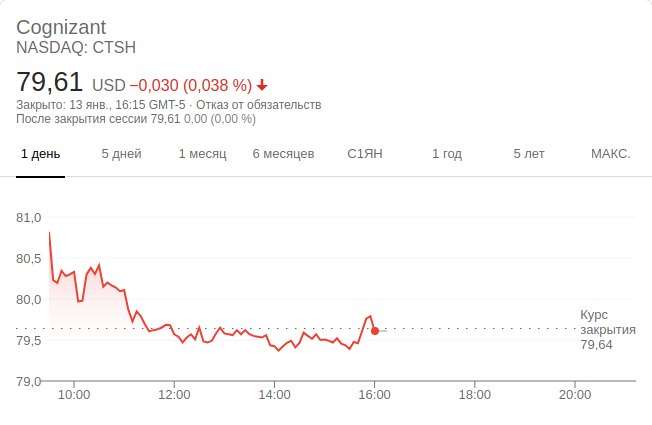 Cognizant
NASDAQ: CTSH
79,61 USD −0,030 (0,038 %)
Закрыто: 13 янв., 16:15 GMT-5 · Отказ от обязательств
После закрытия сессии 79,61 0,00 (0,00 %)
1 день 5 дней 1 месяц 6 месяцев С1ЯН 1 год 5 лет МАКС.
81,0
80,5
80,0
Курс
закрытия
79,64
79,5
79,0
10:00 12:00 14:00 16:00 18:00 20:00